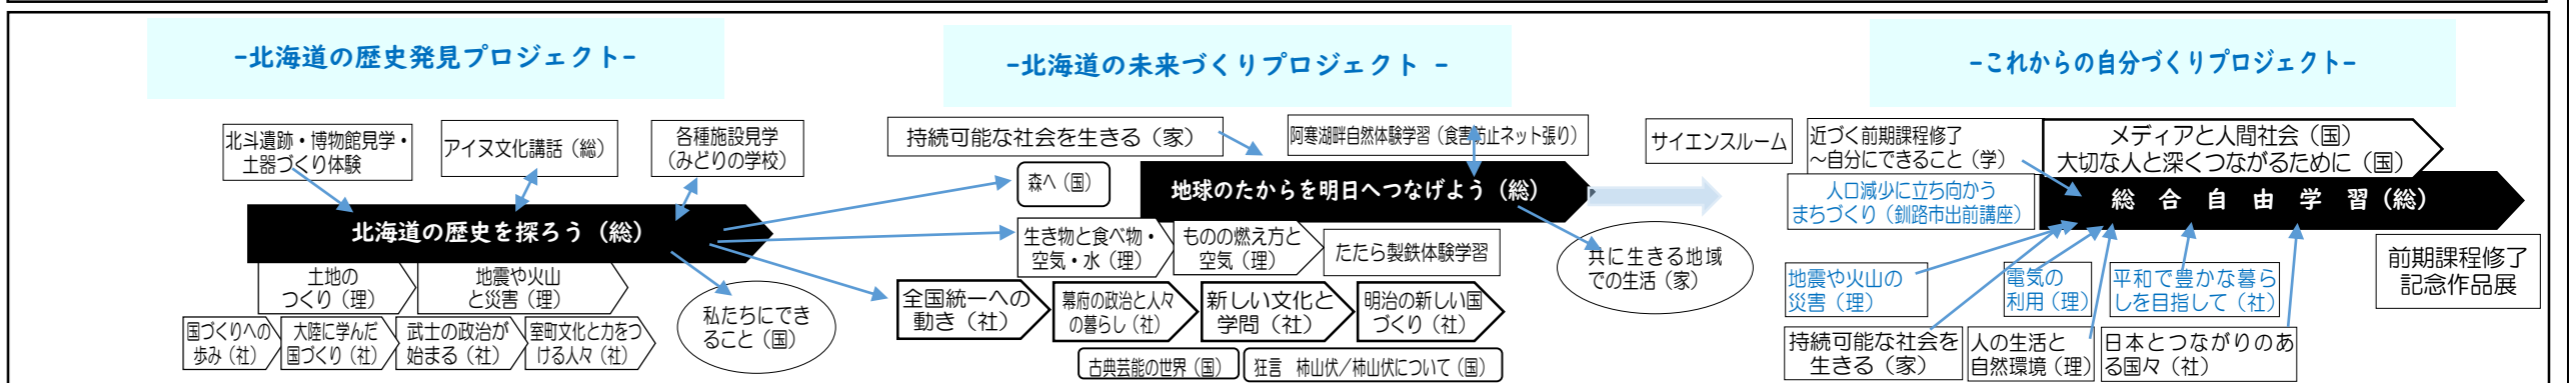 -北海道の歴史発見プロジェクト-
-北海道の未来づくりプロジェクト -
-これからの自分づくりプロジェクト-
北斗遺跡・博物館見学・
土器づくり体験
アイヌ文化講話（総）
各種施設見学
（みどりの学校）
北海道の歴史を探ろう（総）
土地の
つくり（理）
地震や火山
と災害（理）
国づくりへの
歩み（社）
大陸に学んだ
国づくり（社）
武士の政治が
始まる（社）
室町文化と力をつ
ける人々（社）
私たちにでき
ること（国）
持続可能な社会を生きる（家）
阿寒湖畔自然体験学習（食害防止ネット張り）
森へ（国）
地球のたからを明日へつなげよう（総）
生き物と食べ物・
空気・水（理）
ものの燃え方と
空気（理）
たたら製鉄体験学習
全国統一への
動き（社）
幕府の政治と人々
の暮らし（社）
新しい文化と
学問（社）
明治の新しい国
づくり（社）
古典芸能の世界（国）
狂言　柿山伏／柿山伏について（国）
共に生きる地域
での生活（家）
サイエンスルーム
近づく前期課程修了
～自分にできること（学）
メディアと人間社会（国）
大切な人と深くつながるために（国）
人口減少に立ち向かう
まちづくり（釧路市出前講座）
総　合　自　由　学　習（総）
地震や火山の
災害（理）
電気の
利用（理）
平和で豊かな暮ら
しを目指して（社）
持続可能な社会を
生きる（家）
人の生活と
自然環境（理）
日本とつながりのあ
る国々（社）
前期課程修了
記念作品展